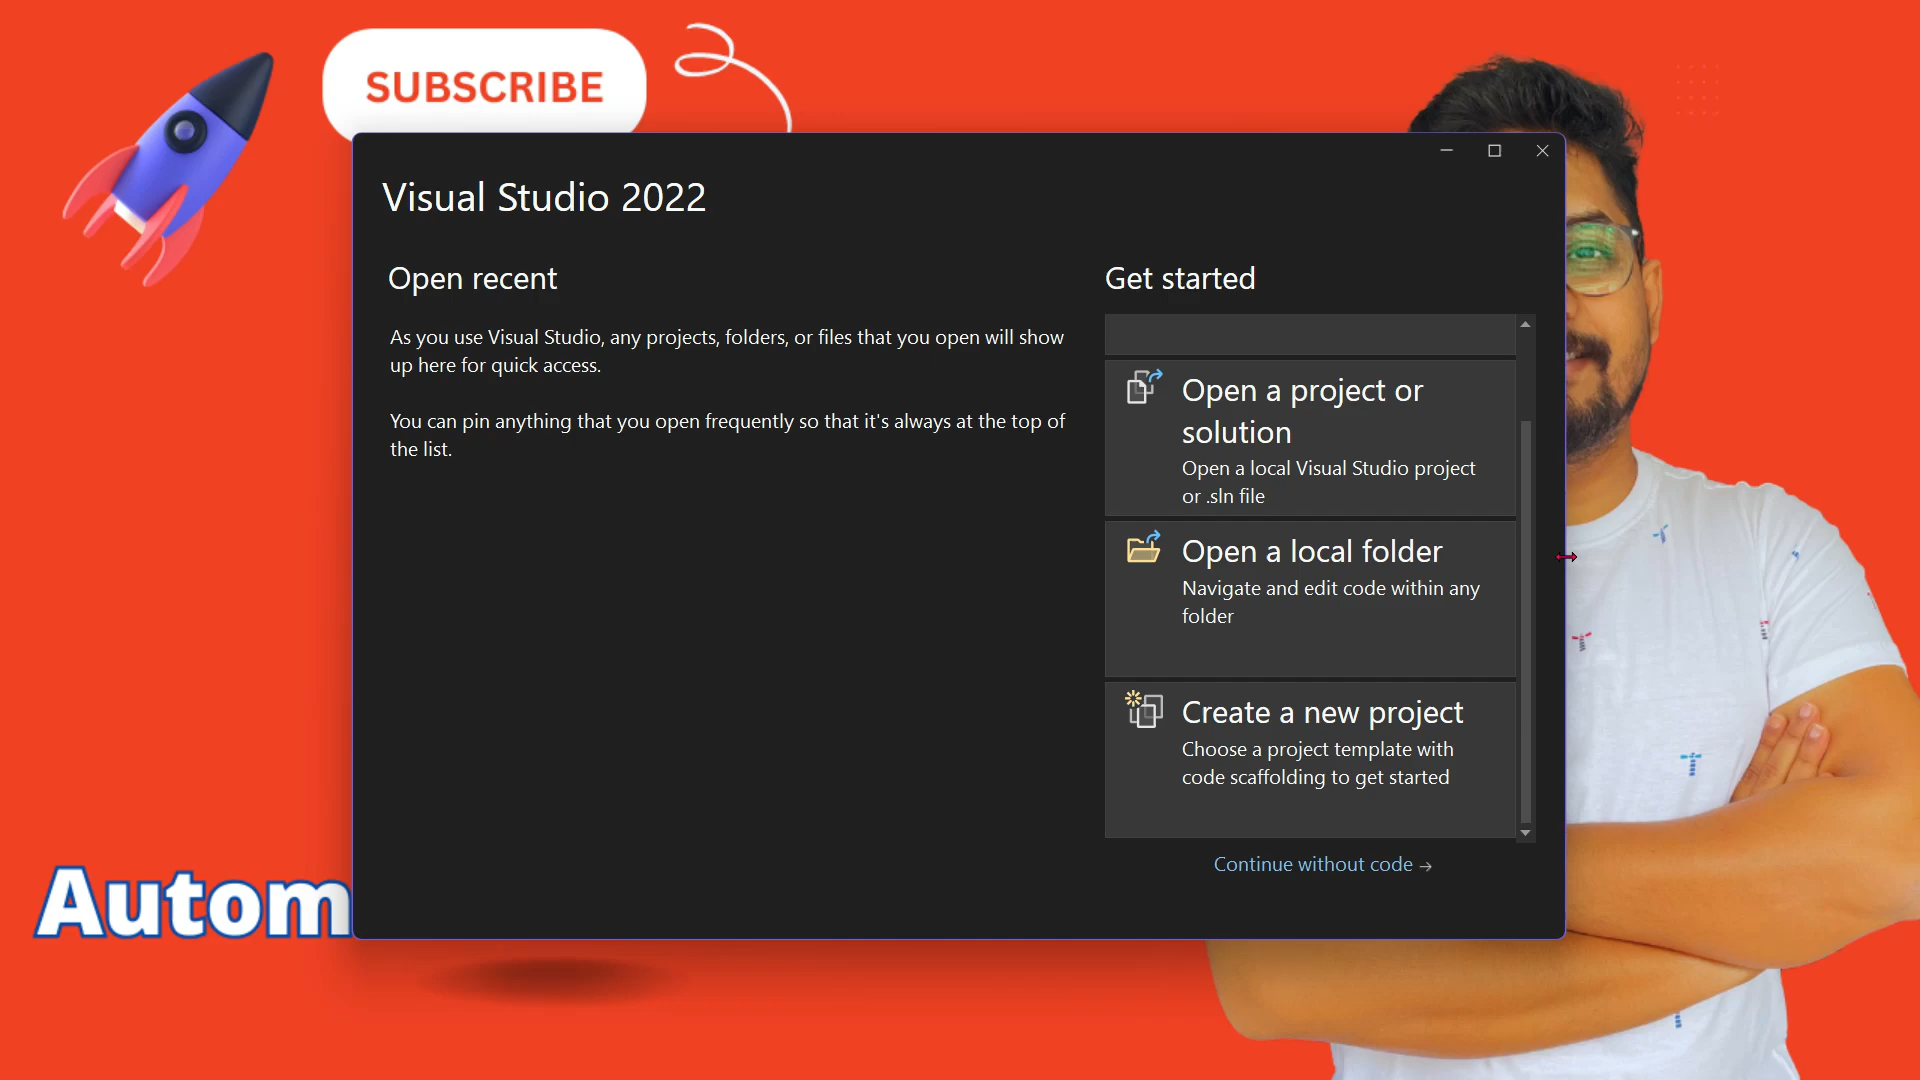 SUBSCRIBE
Visual Studio 2022
Open recent
As you use Visual Studio, any projects, folders, or files that you open will show
up here for quick access.
You can pin anything that you open frequently so that it's always at the top of
the list.
Get started
Open a project or
solution
Open a local Visual Studio project
or .sln file
Open a local folder
Navigate and edit code within any
folder
Create a new project
Choose a project template with
code scaffolding to get started
Continue without code →
Autom